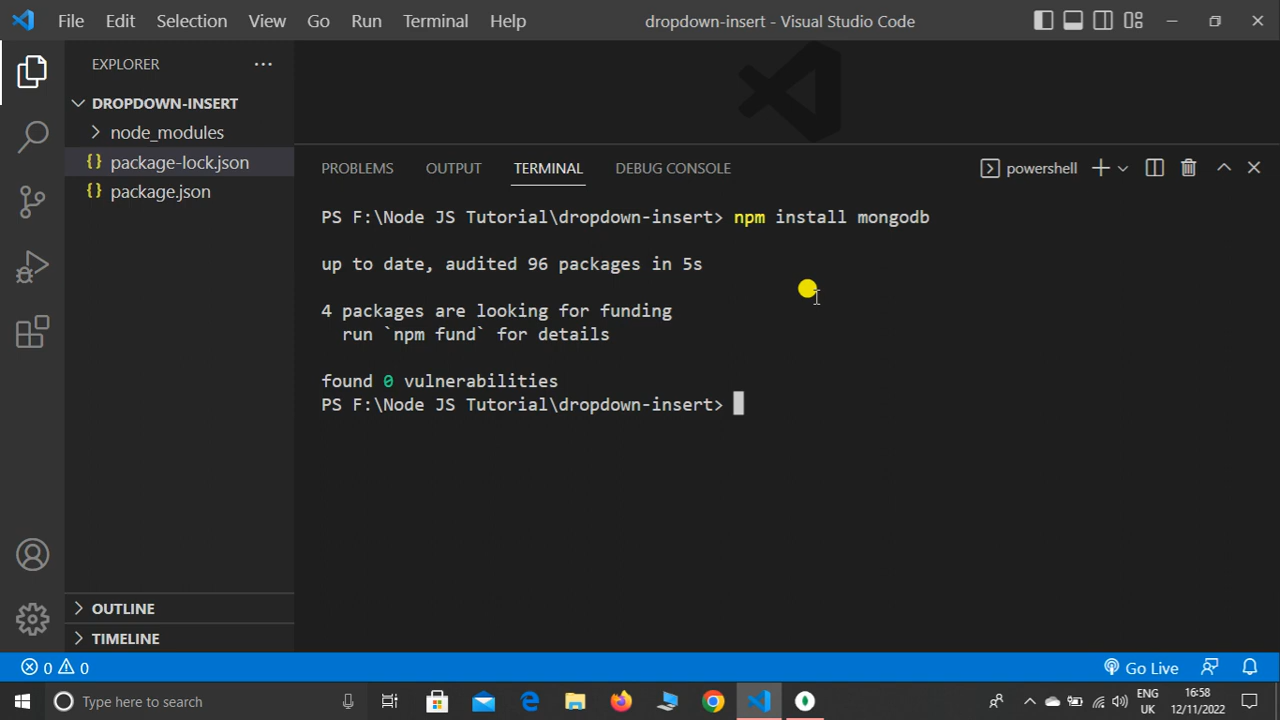 File Edit Selection View Go Run Terminal Help
dropdown-insert - Visual Studio Code
EXPLORER
DROPDOWN-INSERT
node_modules
{} package-lock.json
{} package.json
OUTLINE
TIMELINE
PROBLEMS OUTPUT TERMINAL DEBUG CONSOLE
powershell
PS F:\Node JS Tutorial\dropdown-insert> npm install mongodb
up to date, audited 96 packages in 5s
4 packages are looking for funding
run `npm fund` for details
found 0 vulnerabilities
PS F:\Node JS Tutorial\dropdown-insert>
0 0
Go Live
Type here to search
ENG
UK
16:58
12/11/2022